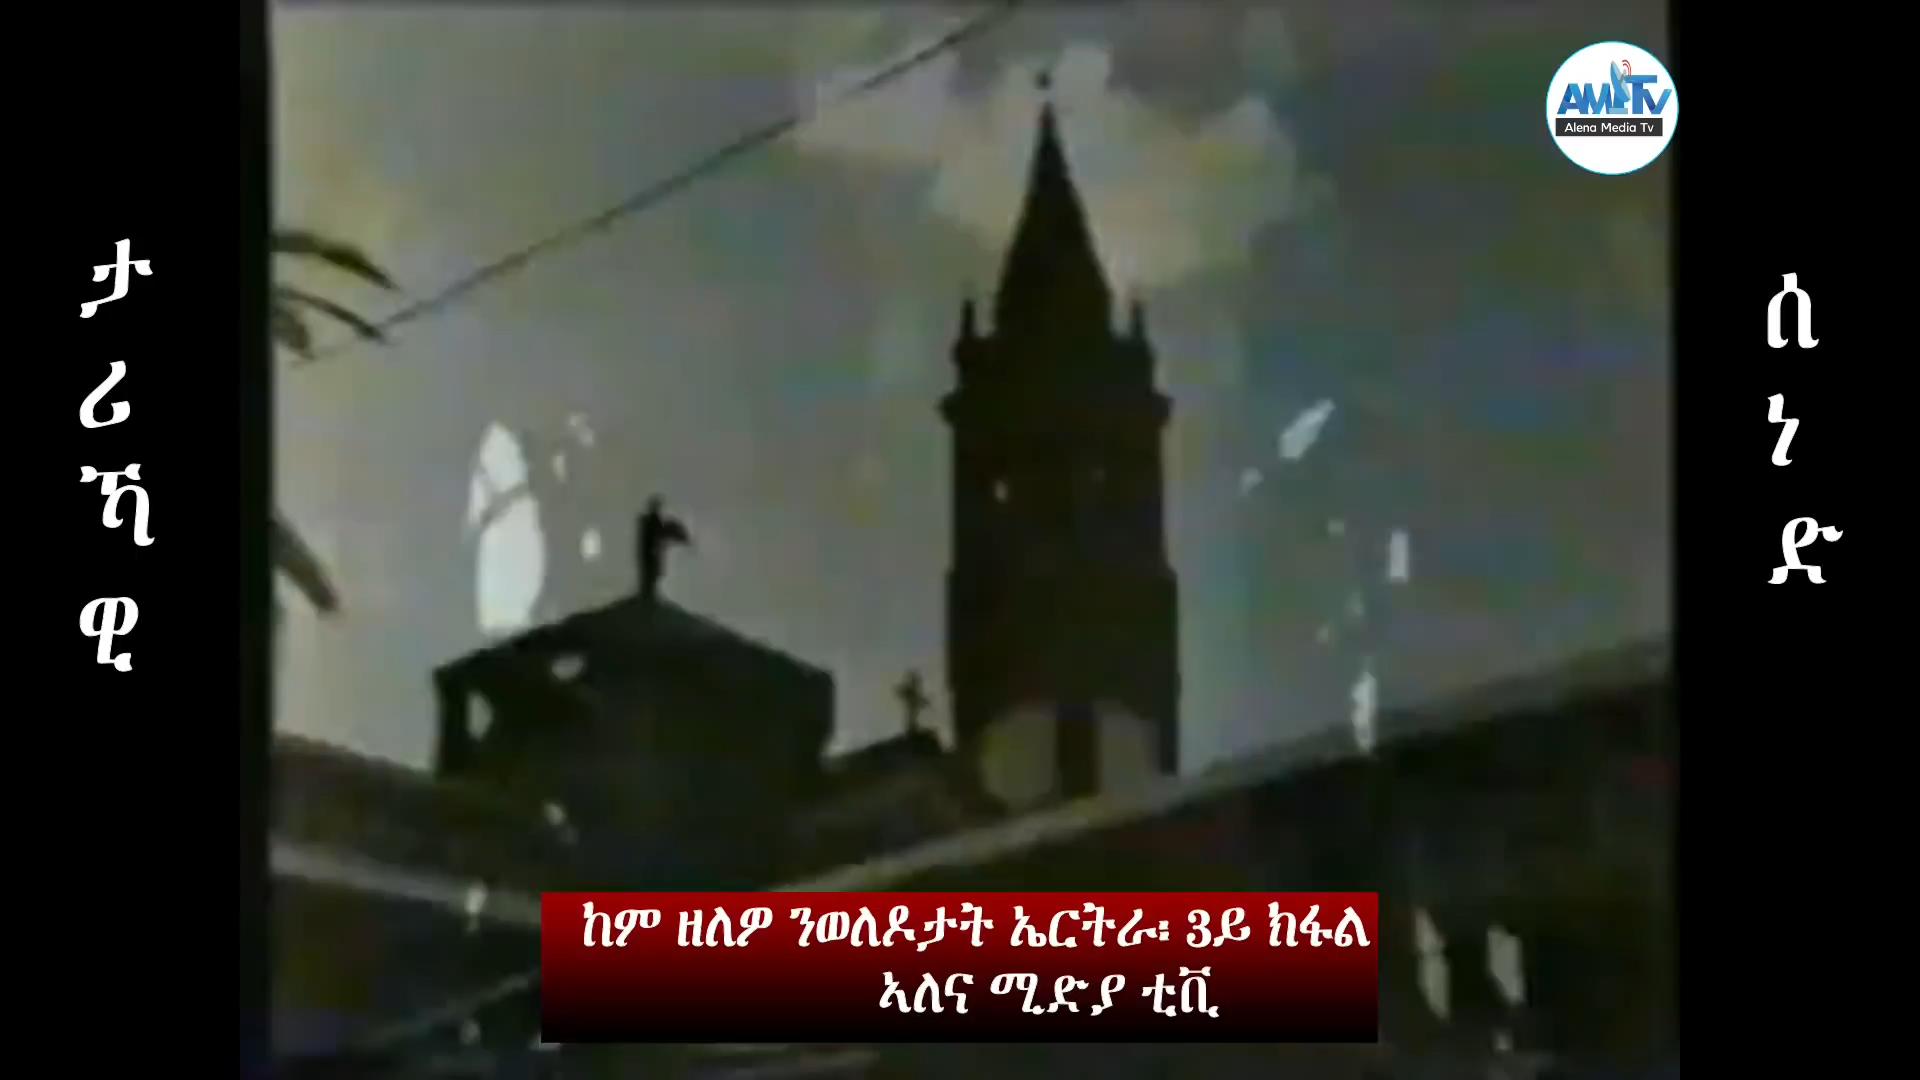 AMTV
Alena Media Tv
ታሪኻዊ
ሰነድ
ከም ዘለዎ ንወለዶታት ኤርትራ፡ 3ይ ክፋል
ኣለና ሚድያ ቲቪ